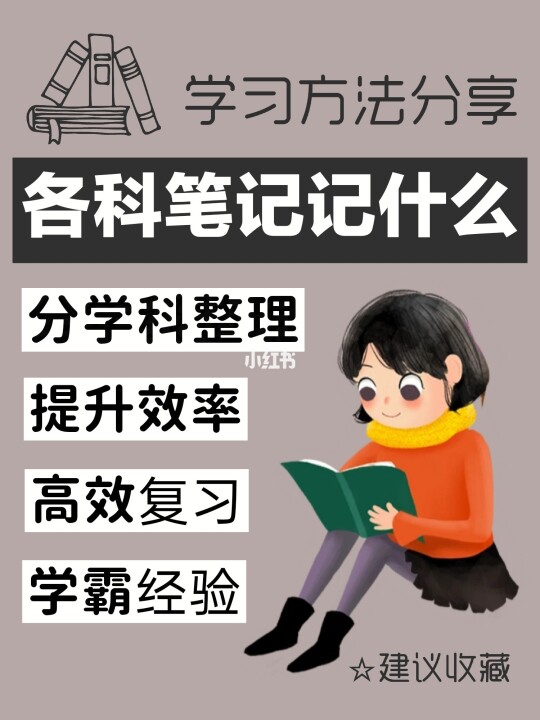 学习方法分享
各科笔记记什么
分学科整理
小红书
提升效率
高效复习
学霸经验
☆建议收藏